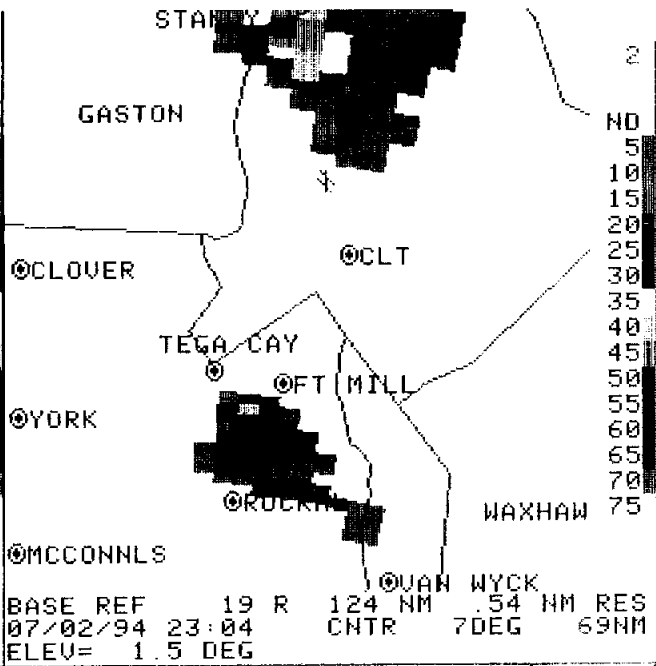 STANLEY
2
GASTON
ND
5
10
15
20
25
30
35
40
45
50
55
60
65
70
75
CLT
CLOVER
TEGA CAY
FT MILL
YORK
WAXHAW
MCCONNLS
VAN WYCK
BASE REF 19 R 124 NM .54 NM RES
07/02/94 23:04 CNTR 7DEG 69NM
ELEV= 1.5 DEG